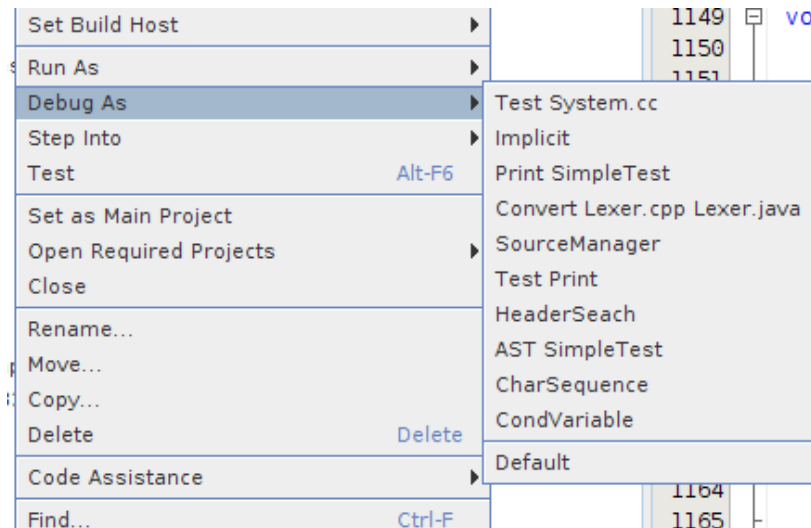 Set Build Host
Run As
Debug As
Step Into
Test Alt-F6
Set as Main Project
Open Required Projects
Close
Rename...
Move...
Copy...
Delete Delete
Code Assistance
Find... Ctrl-F
Test System.cc
Implicit
Print SimpleTest
Convert Lexer.cpp Lexer.java
SourceManager
Test Print
HeaderSeach
AST SimpleTest
CharSequence
CondVariable
Default
1149 vo
1150
1151
1164
1165